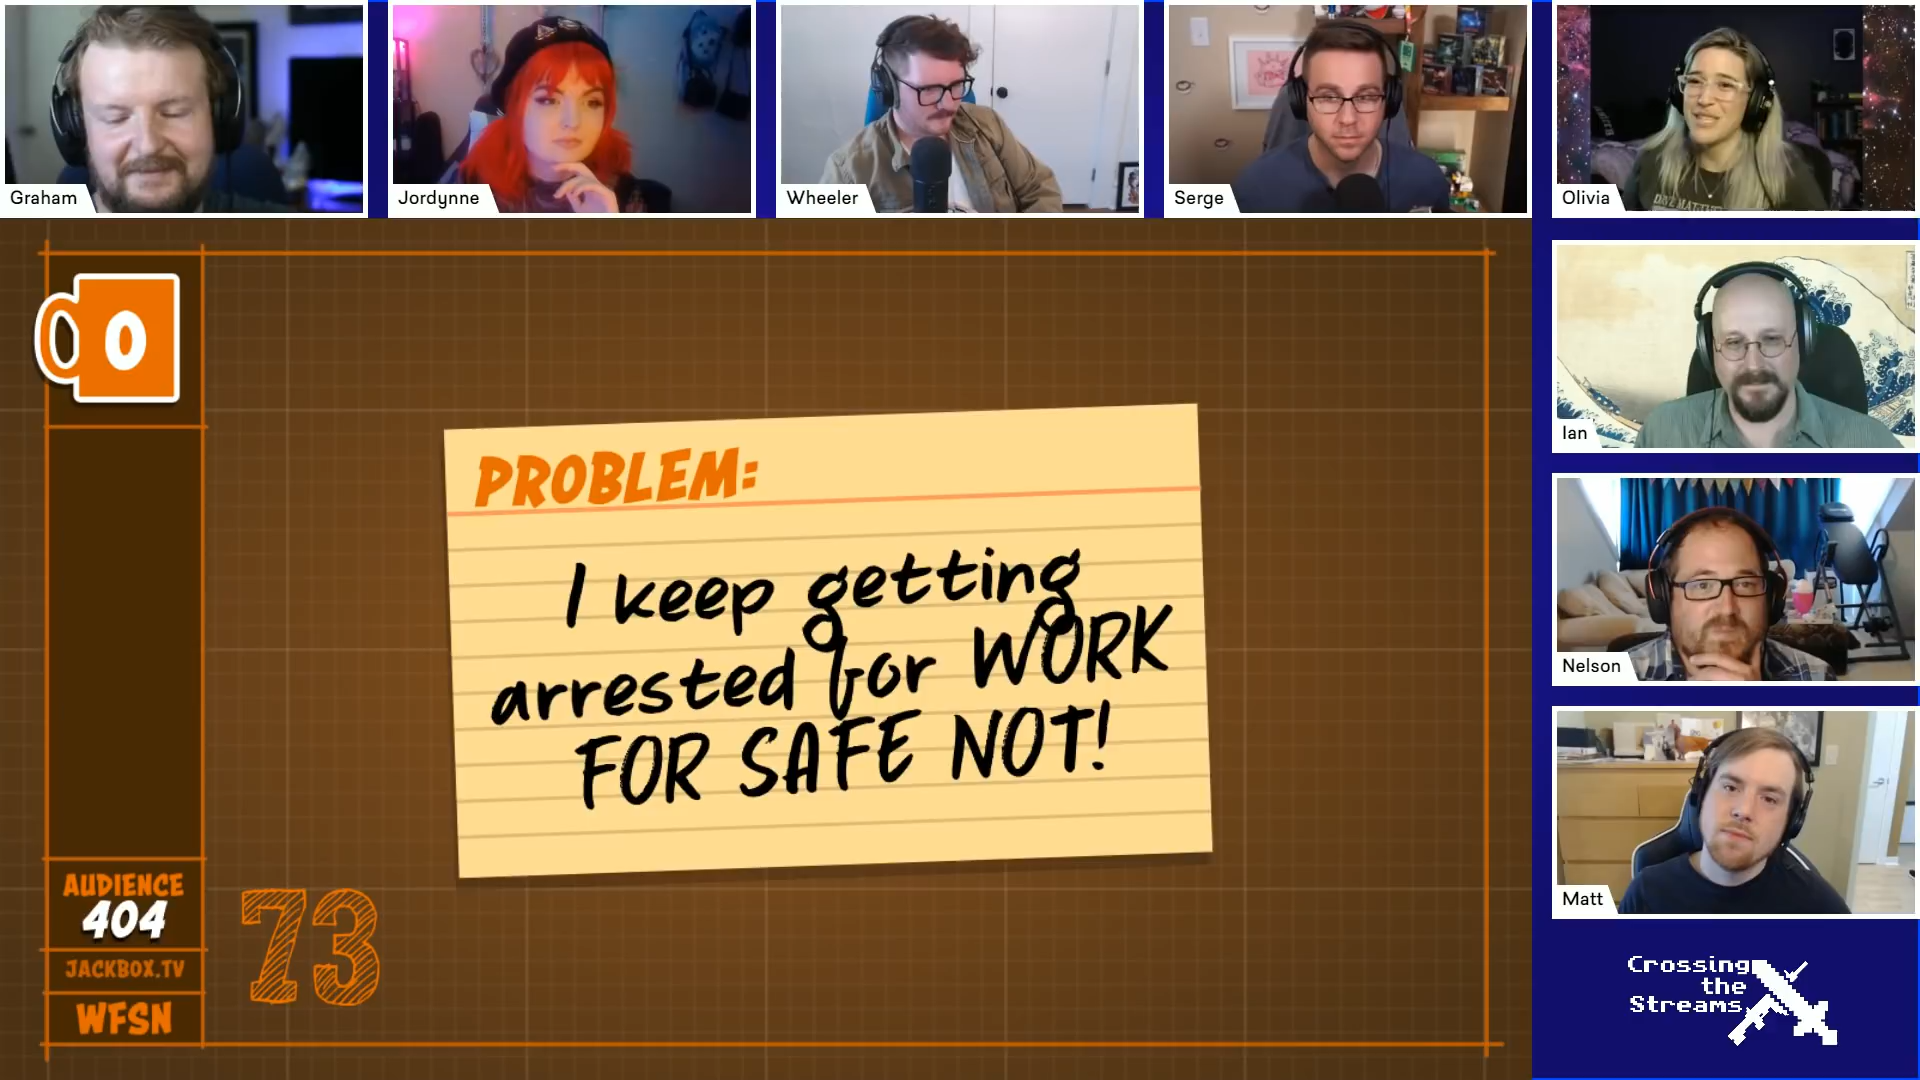 Graham
Jordynne
Wheeler
Serge
Olivia
Ian
Nelson
Matt
0
PROBLEM:
I keep getting
arrested for WORK
FOR SAFE NOT!
AUDIENCE
404
JACKBOX.TV
WFSN
73
Crossing
the
Streams